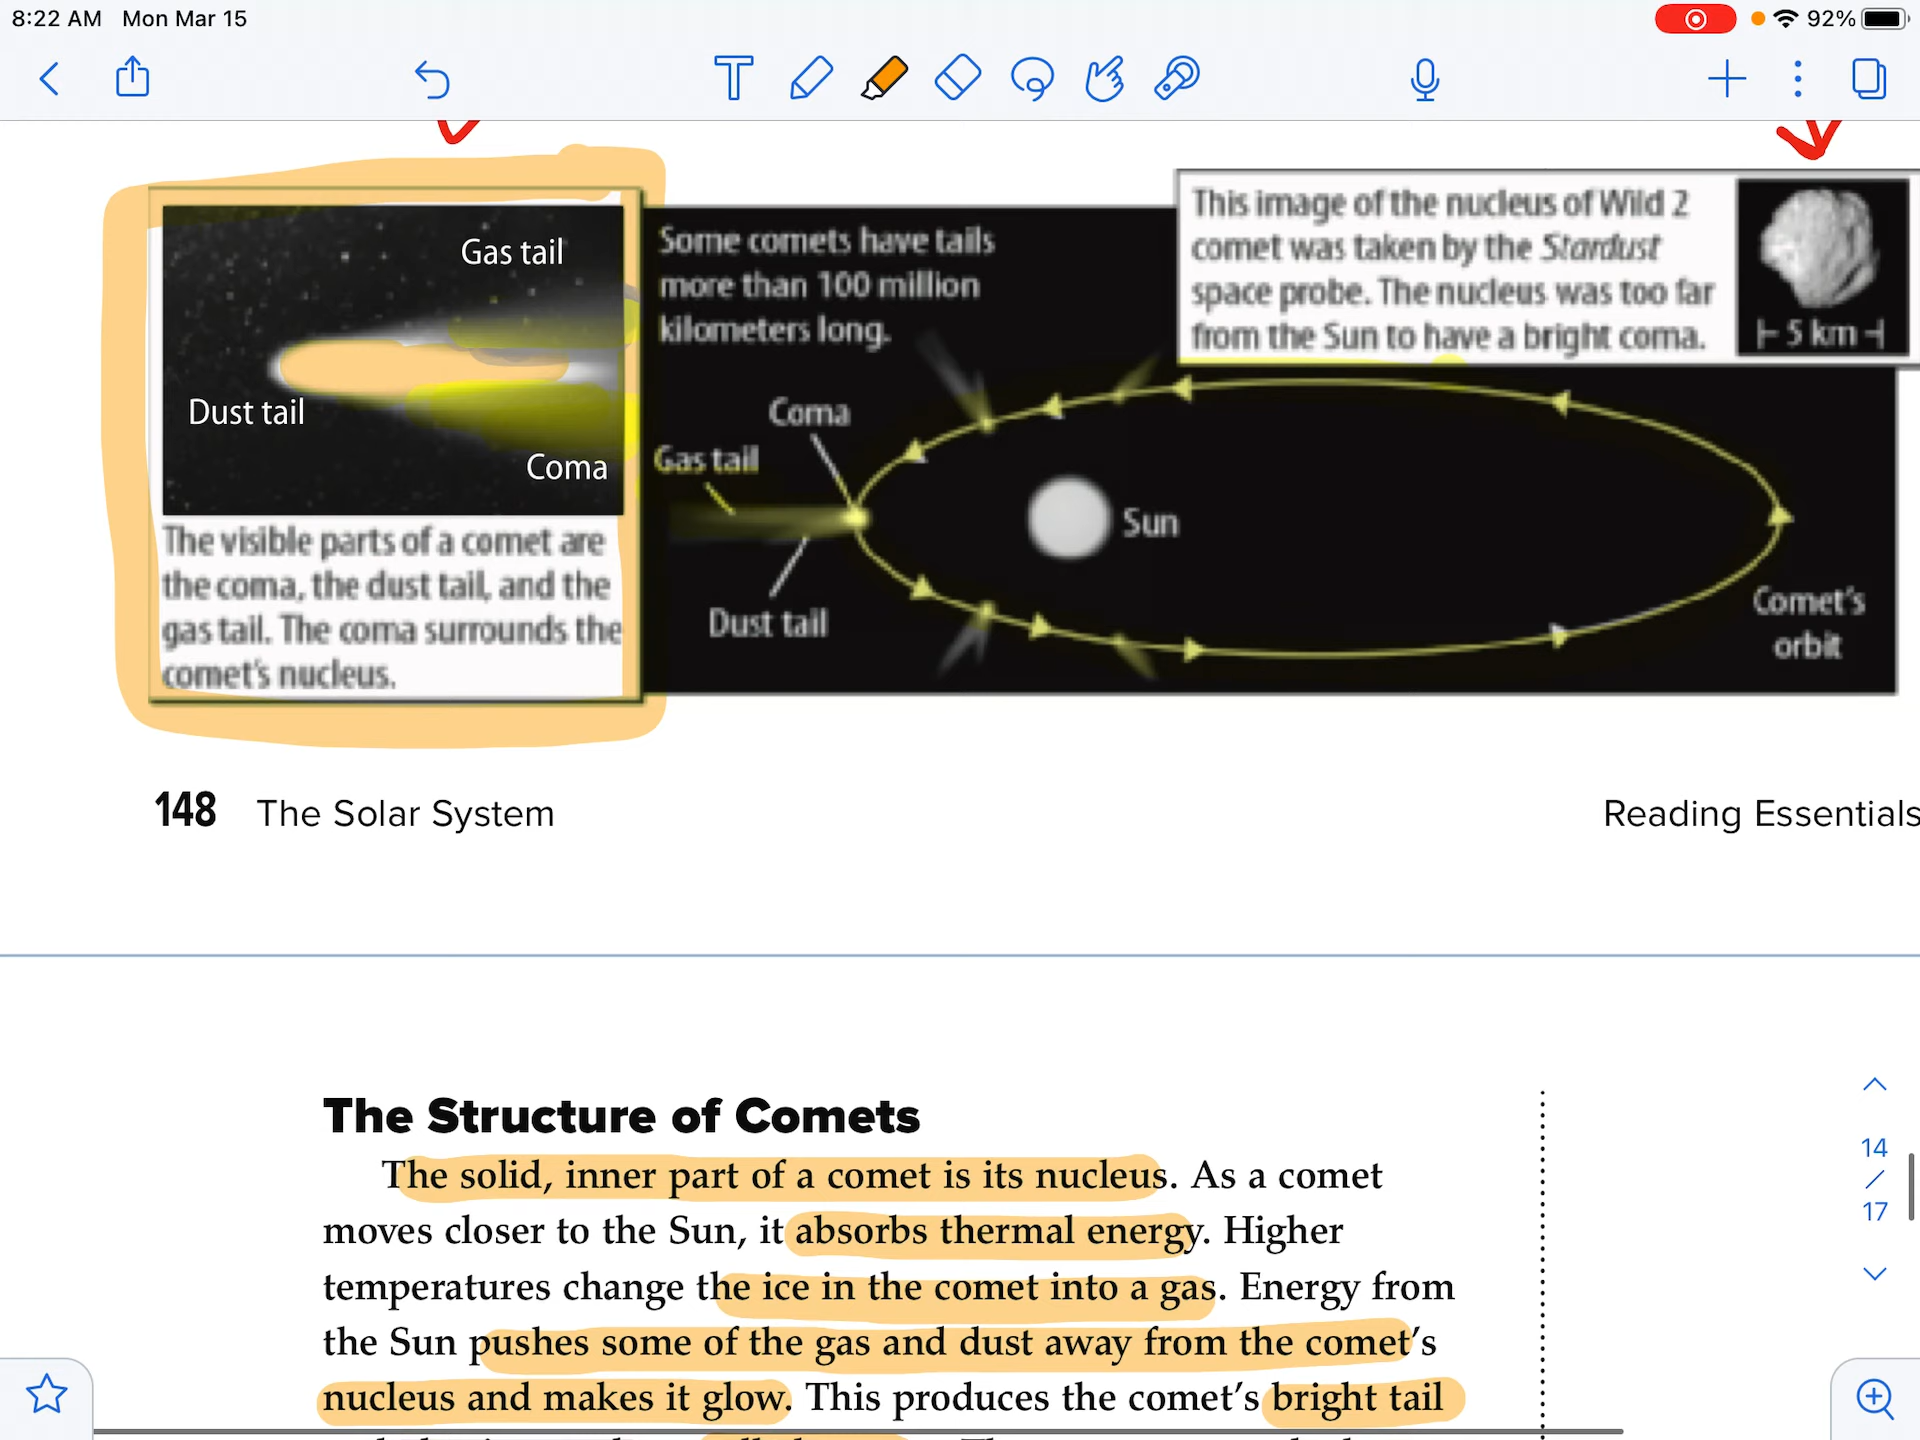 8:22 AM Mon Mar 15
92%
Gas tail
Dust tail
Coma
The visible parts of a comet are
the coma, the dust tail, and the
gas tail. The coma surrounds the
comet's nucleus.
Some comets have tails
more than 100 million
kilometers long.
This image of the nucleus of Wild 2
comet was taken by the Stardust
space probe. The nucleus was too far
from the Sun to have a bright coma.
5 km
Coma
Gas tail
Sun
Dust tail
Comet's
orbit
148 The Solar System
Reading Essentials
The Structure of Comets
The solid, inner part of a comet is its nucleus. As a comet
moves closer to the Sun, it absorbs thermal energy. Higher
temperatures change the ice in the comet into a gas. Energy from
the Sun pushes some of the gas and dust away from the comet's
nucleus and makes it glow. This produces the comet's bright tail
14
/
17